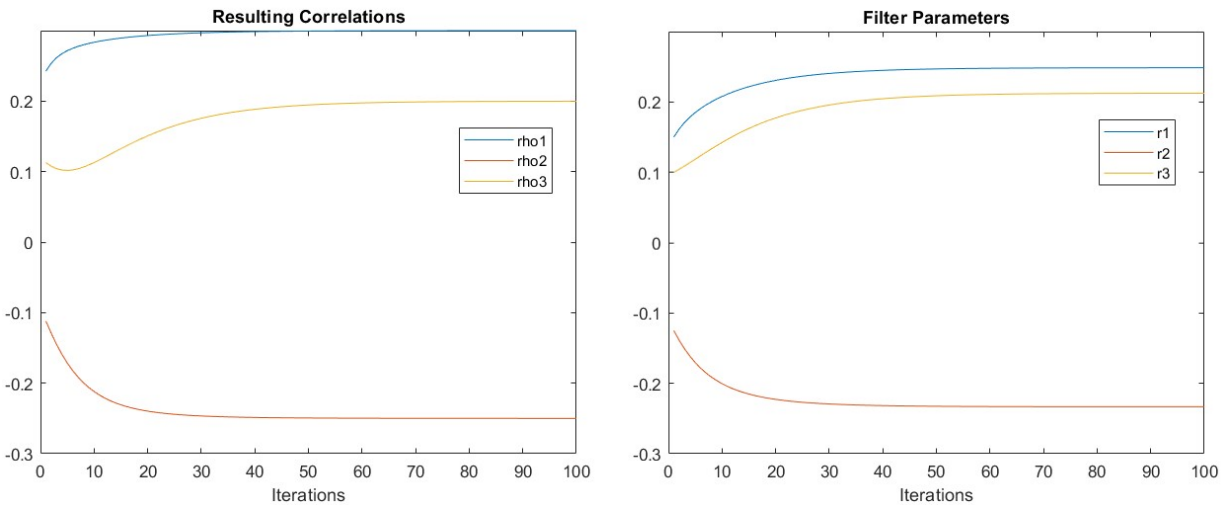 Resulting Correlations
0.2
0.1
0
-0.1
-0.2
-0.3
0 10 20 30 40 50 60 70 80 90 100
Iterations
rho1
rho2
rho3
Filter Parameters
0.2
0.1
0
-0.1
-0.2
-0.3
0 10 20 30 40 50 60 70 80 90 100
Iterations
r1
r2
r3